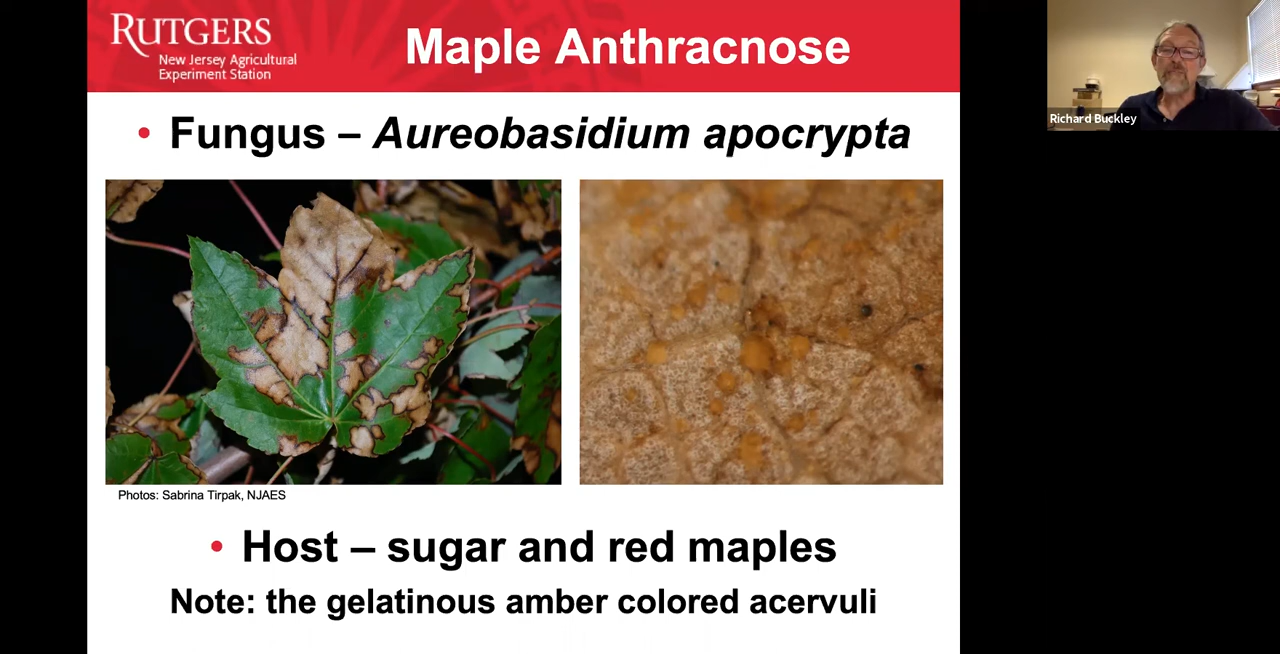 RUTGERS
New Jersey Agricultural
Experiment Station
Maple Anthracnose
• Fungus – Aureobasidium apocrypta
Photos: Sabrina Tirpak, NJAES
• Host – sugar and red maples
Note: the gelatinous amber colored acervuli
Richard Buckley